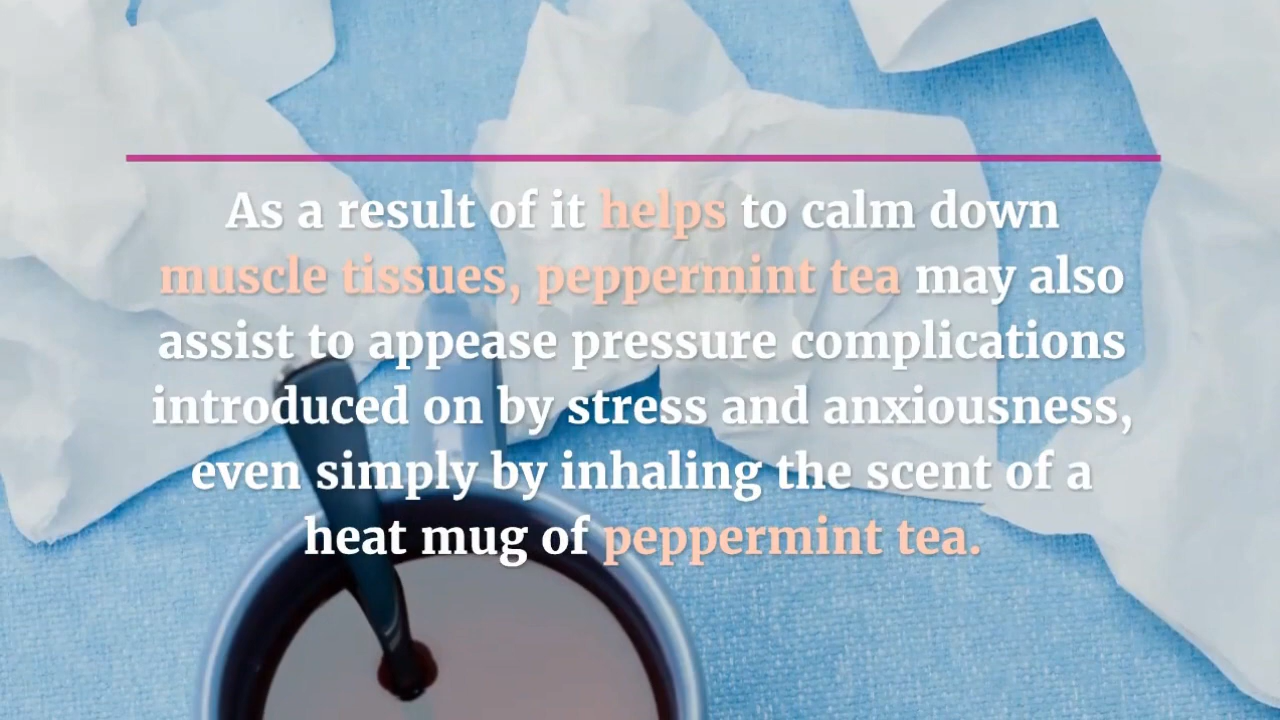 As a result of it helps to calm down
muscle tissues, peppermint tea may also
assist to appease pressure complications
introduced on by stress and anxiousness,
even simply by inhaling the scent of a
heat mug of peppermint tea.